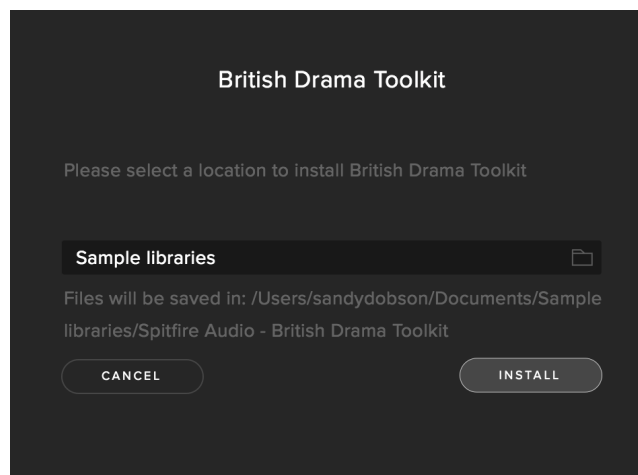 British Drama Toolkit
Please select a location to install British Drama Toolkit
Sample libraries
Files will be saved in: /Users/sandydobson/Documents/Sample
libraries/Spitfire Audio - British Drama Toolkit
CANCEL
INSTALL